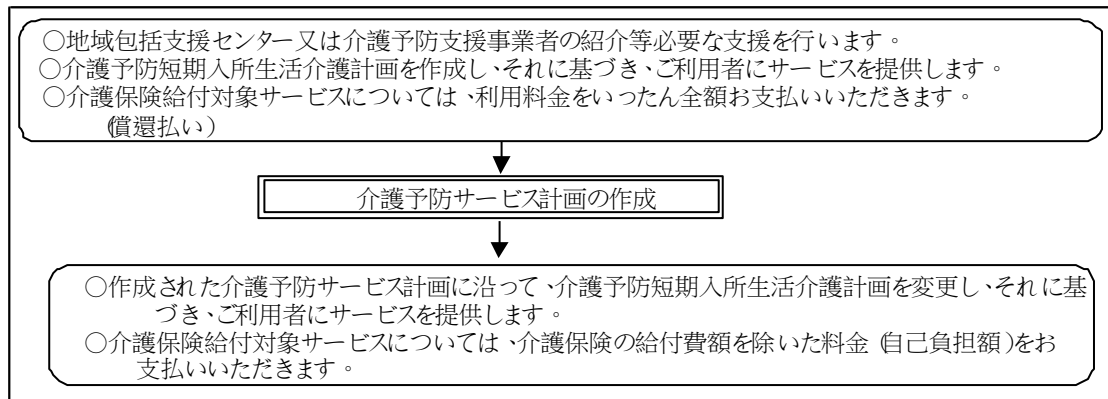 ○地域包括支援センター又は介護予防支援事業者の紹介等必要な支援を行います。
○介護予防短期入所生活介護計画を作成し、それに基づき、ご利用者にサービスを提供します。
○介護保険給付対象サービスについては、利用料金をいったん全額お支払いいただきます。
(償還払い)
介護予防サービス計画の作成
○作成された介護予防サービス計画に沿って、介護予防短期入所生活介護計画を変更し、それに基
づき、ご利用者にサービスを提供します。
○介護保険給付対象サービスについては、介護保険の給付費額を除いた料金(自己負担額)をお
支払いいただきます。